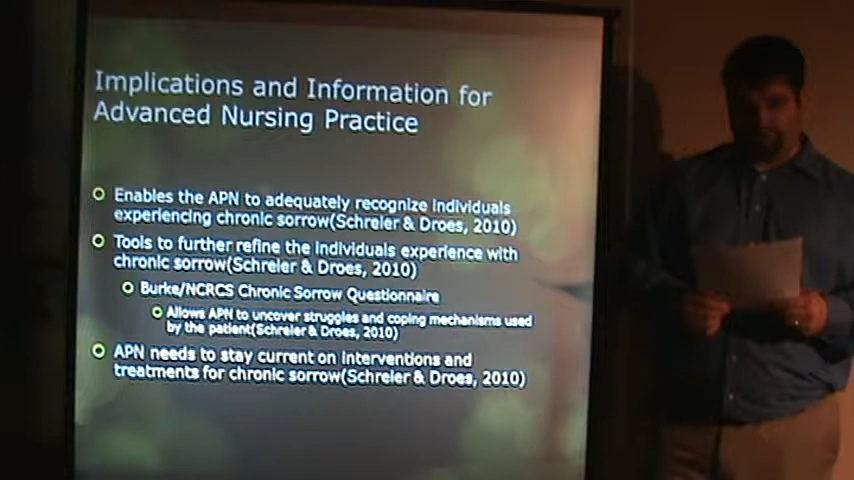 Implications and Information for
Advanced Nursing Practice
Enables the APN to adequately recognize individuals
experiencing chronic sorrow(Schreier & Droes, 2010)
Tools to further refine the individuals experience with
chronic sorrow(Schreier & Droes, 2010)
Burke/NCRCS Chronic Sorrow Questionnaire
Allows APN to uncover struggles and coping mechanisms used
by the patient(Schreier & Droes, 2010)
APN needs to stay current on interventions and
treatments for chronic sorrow(Schreier & Droes, 2010)